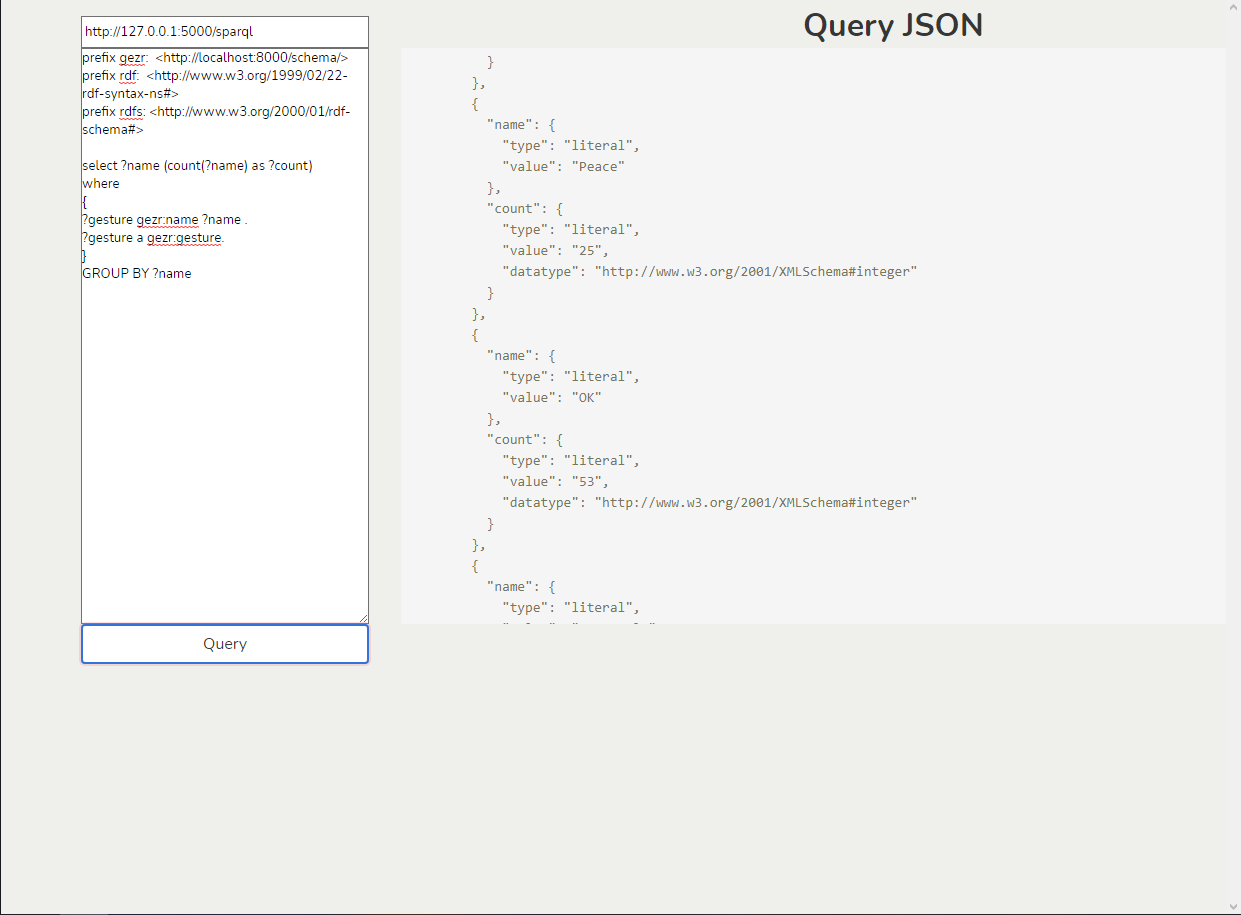 http://127.0.0.1:5000/sparql
prefix gezr:  <http://localhost:8000/schema/>
prefix rdf:  <http://www.w3.org/1999/02/22-
rdf-syntax-ns#>
prefix rdfs: <http://www.w3.org/2000/01/rdf-
schema#>
select ?name (count(?name) as ?count)
where
{
?gesture gezr:name ?name .
?gesture a gezr:gesture.
}
GROUP BY ?name
Query
Query JSON
}
},
{
"name": {
"type": "literal",
"value": "Peace"
},
"count": {
"type": "literal",
"value": "25",
"datatype": "http://www.w3.org/2001/XMLSchema#integer"
}
},
{
"name": {
"type": "literal",
"value": "OK"
},
"count": {
"type": "literal",
"value": "53",
"datatype": "http://www.w3.org/2001/XMLSchema#integer"
}
},
{
"name": {
"type": "literal",